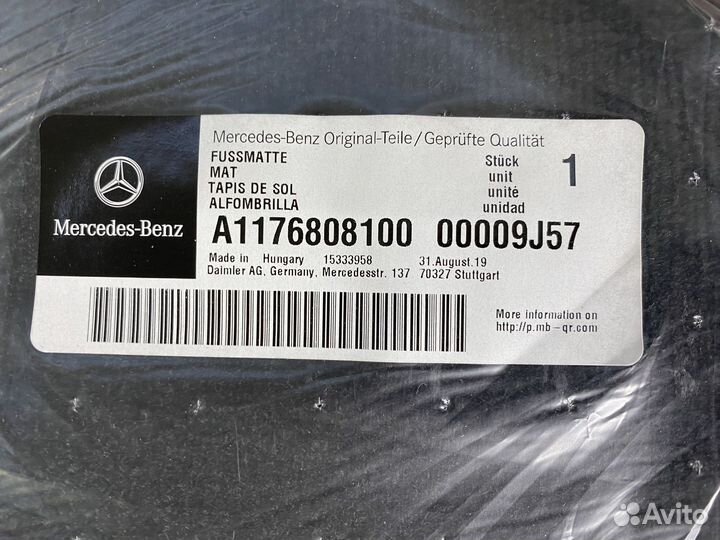 Mercedes-Benz Original-Teile/Geprüfte Qualität
FUSSMATTE
MAT
TAPIS DE SOL
ALFOMBRILLA
Stück
unit
unité
unidad
1
Mercedes-Benz
A1176808100 00009J57
Made in Hungary 15333958 31.August.19
Daimler AG, Germany, Mercedesstr. 137 70327 Stuttgart
More information on
http://p.mb-qr.com
Avito